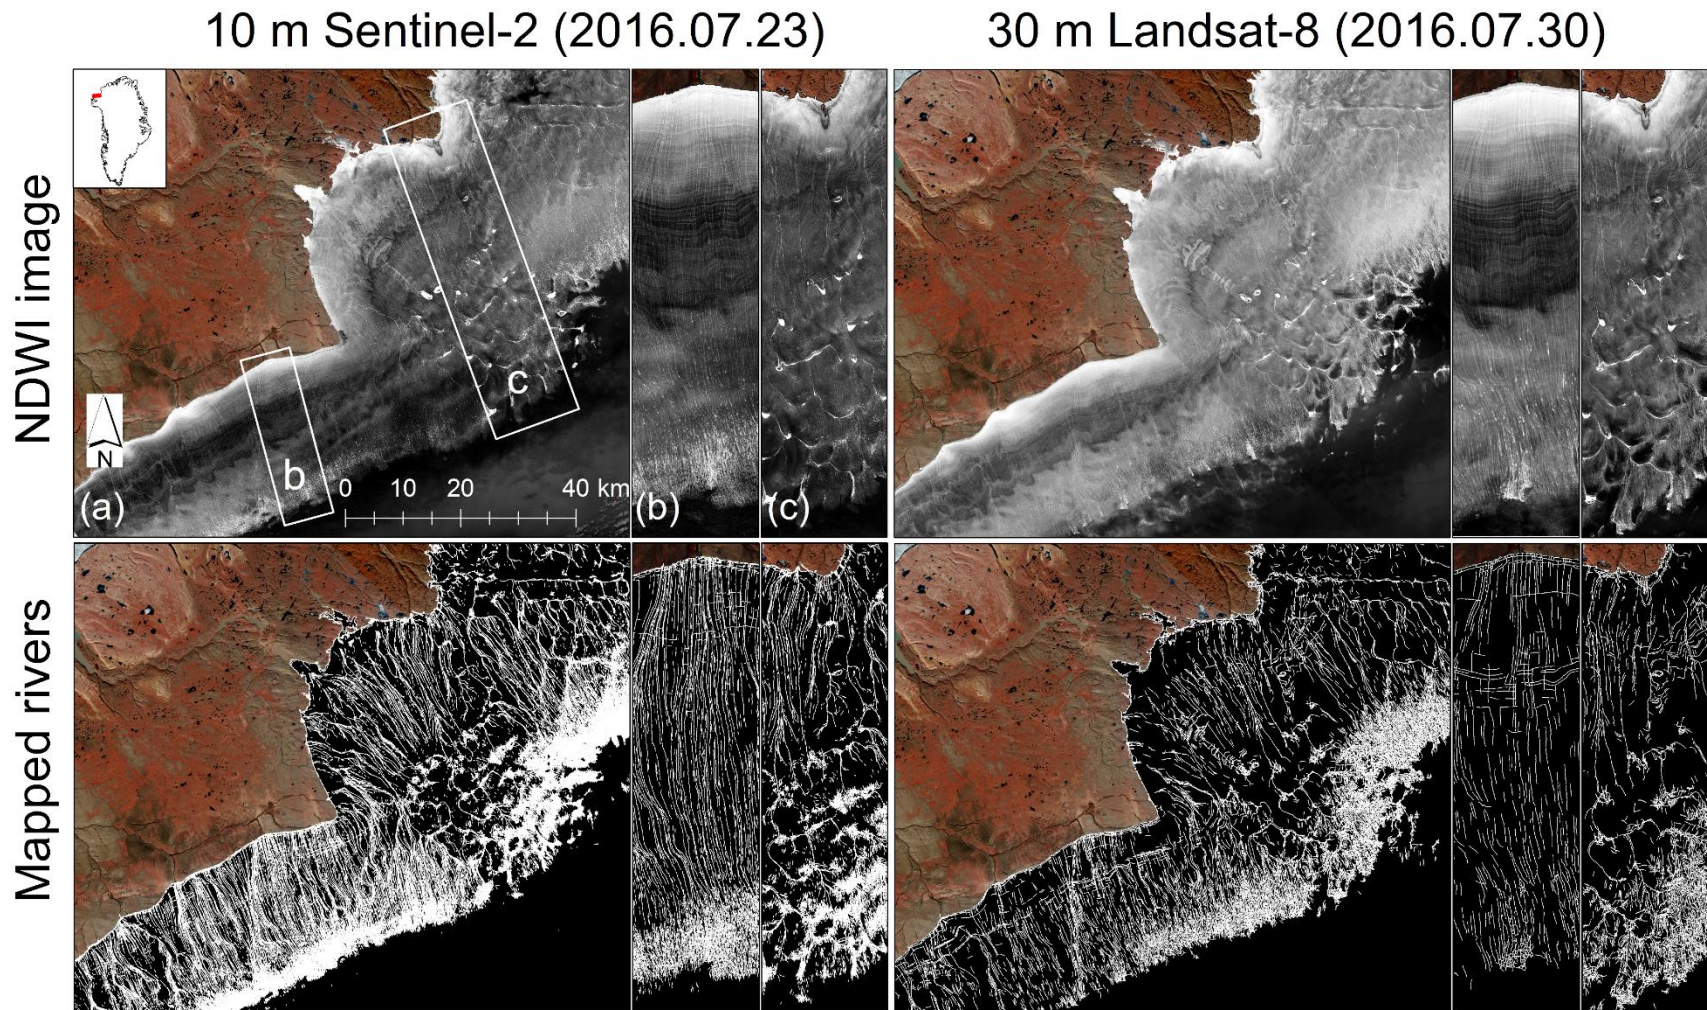 10 m Sentinel-2 (2016.07.23)
30 m Landsat-8 (2016.07.30)
NDWI image
c
b
N
0 10 20 40 km
(a)
(b)
(c)
Mapped rivers